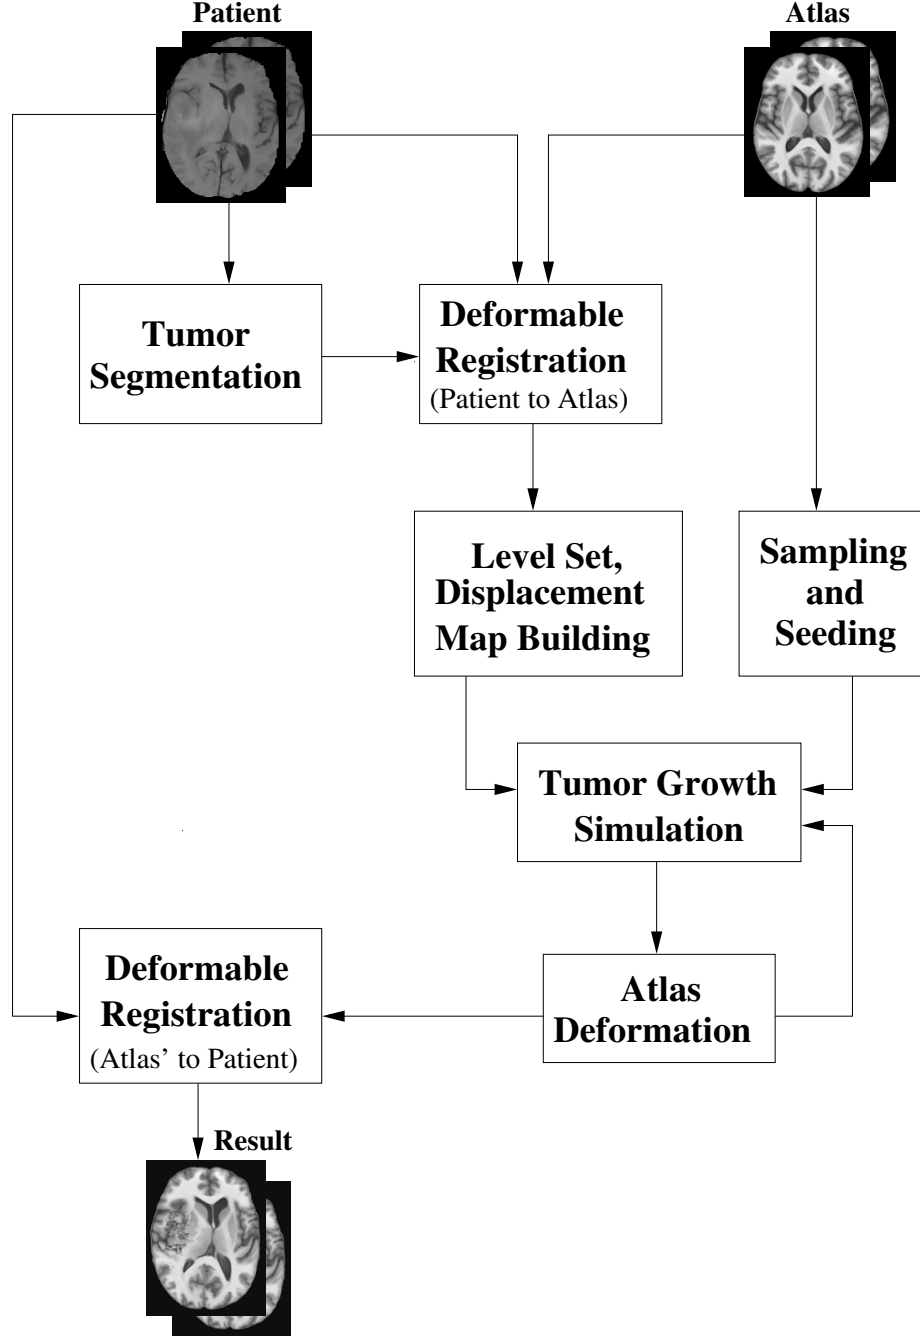 Patient
Atlas
Tumor
Segmentation
Deformable
Registration
(Patient to Atlas)
Level Set,
Displacement
Map Building
Sampling
and
Seeding
Tumor Growth
Simulation
Deformable
Registration
(Atlas’ to Patient)
Atlas
Deformation
Result